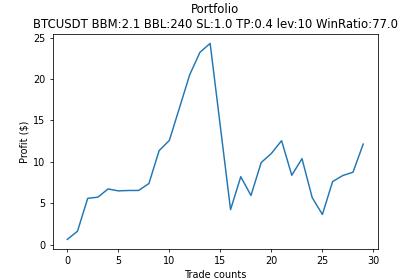 Portfolio
BTCUSDT BBM:2.1 BBL:240 SL:1.0 TP:0.4 lev:10 WinRatio:77.0
25
20
15
10
5
0
Profit ($)
0 5 10 15 20 25 30
Trade counts